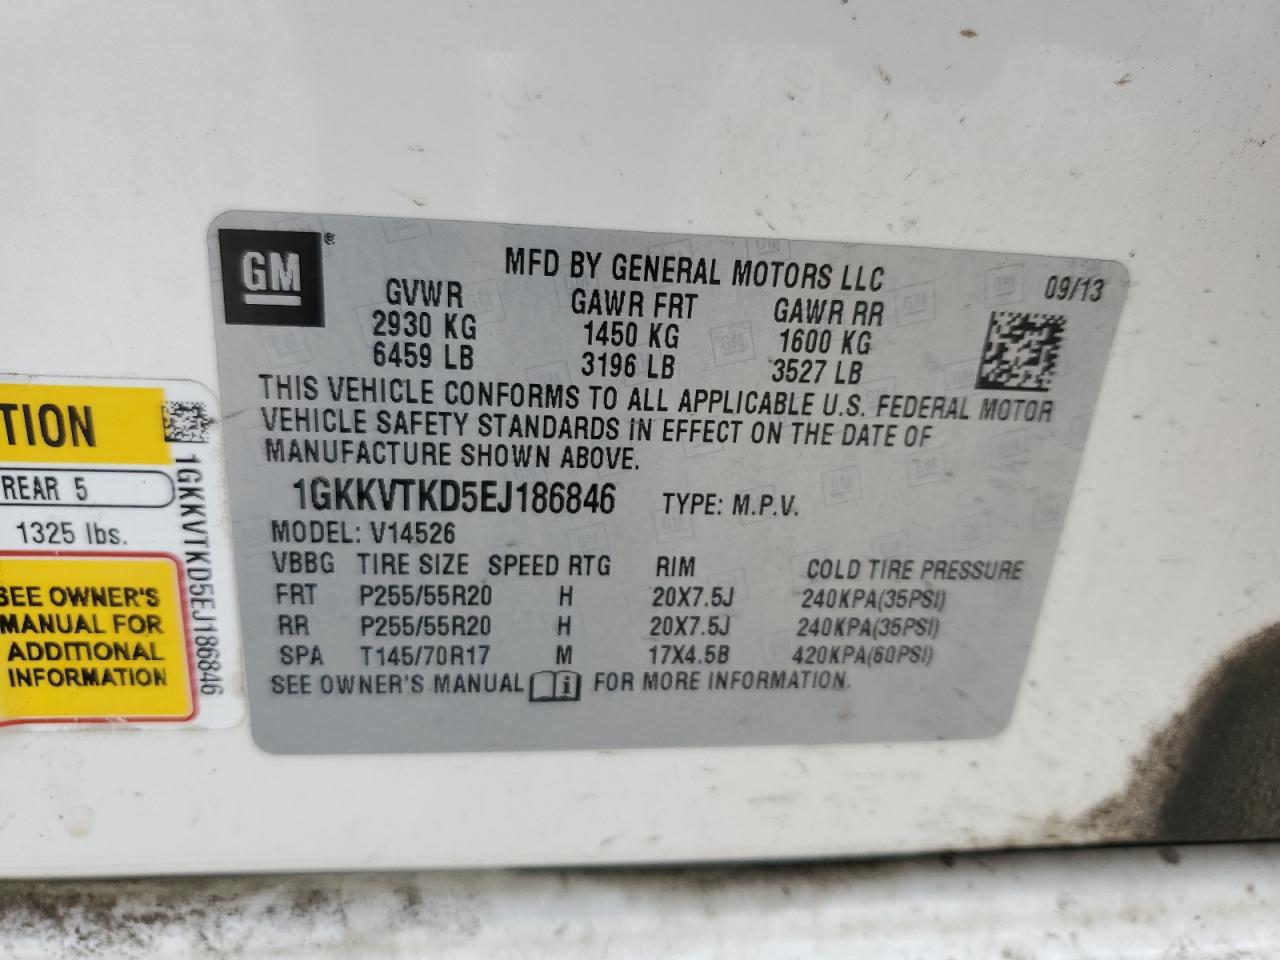 GM
®
MFD BY GENERAL MOTORS LLC
09/13
GVWR GAWR FRT GAWR RR
2930 KG 1450 KG 1600 KG
6459 LB 3196 LB 3527 LB
THIS VEHICLE CONFORMS TO ALL APPLICABLE U.S. FEDERAL MOTOR
VEHICLE SAFETY STANDARDS IN EFFECT ON THE DATE OF
MANUFACTURE SHOWN ABOVE.
1GKKVTKD5EJ186846 TYPE: M.P.V.
MODEL: V14526
VBBG TIRE SIZE SPEED RTG RIM COLD TIRE PRESSURE
FRT P255/55R20 H 20X7.5J 240KPA(35PSI)
RR P255/55R20 H 20X7.5J 240KPA(35PSI)
SPA T145/70R17 M 17X4.5B 420KPA(60PSI)
SEE OWNER'S MANUAL i FOR MORE INFORMATION.
TION
REAR 5
1325 lbs.
SEE OWNER'S
MANUAL FOR
ADDITIONAL
INFORMATION
1GKKVTKD5EJ186846